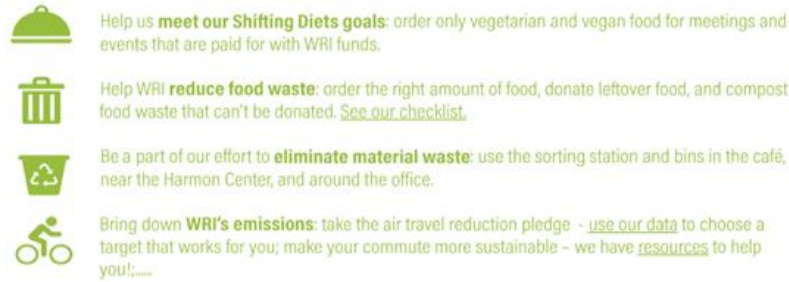 Help us meet our Shifting Diets goals: order only vegetarian and vegan food for meetings and
events that are paid for with WRI funds.
Help WRI reduce food waste: order the right amount of food, donate leftover food, and compost
food waste that can't be donated. See our checklist.
Be a part of our effort to eliminate material waste: use the sorting station and bins in the café,
near the Harmon Center, and around the office.
Bring down WRI's emissions: take the air travel reduction pledge - use our data to choose a
target that works for you; make your commute more sustainable – we have resources to help
you!;.....